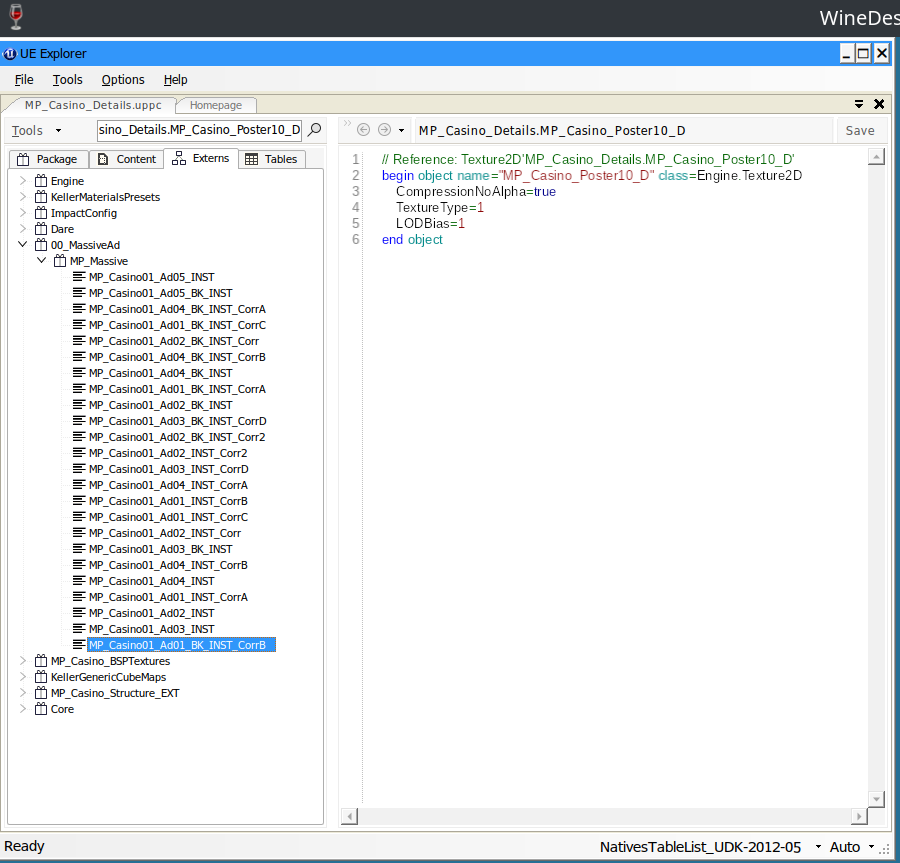 WineDes
UE Explorer
File Tools Options Help
MP_Casino_Details.uppc Homepage
Tools sino_Details.MP_Casino_Poster10_D MP_Casino_Details.MP_Casino_Poster10_D Save
Package Content Externs Tables
Engine
KellerMaterialsPresets
ImpactConfig
Dare
00_MassiveAd
MP_Massive
MP_Casino01_Ad05_INST
MP_Casino01_Ad05_BK_INST
MP_Casino01_Ad04_BK_INST_CorrA
MP_Casino01_Ad01_BK_INST_CorrC
MP_Casino01_Ad02_BK_INST_Corr
MP_Casino01_Ad04_BK_INST_CorrB
MP_Casino01_Ad04_BK_INST
MP_Casino01_Ad01_BK_INST_CorrA
MP_Casino01_Ad02_BK_INST
MP_Casino01_Ad03_BK_INST_CorrD
MP_Casino01_Ad02_BK_INST_Corr2
MP_Casino01_Ad02_INST_Corr2
MP_Casino01_Ad03_INST_CorrD
MP_Casino01_Ad04_INST_CorrA
MP_Casino01_Ad01_INST_CorrB
MP_Casino01_Ad01_INST_CorrC
MP_Casino01_Ad02_INST_Corr
MP_Casino01_Ad03_BK_INST
MP_Casino01_Ad04_INST_CorrB
MP_Casino01_Ad04_INST
MP_Casino01_Ad01_INST_CorrA
MP_Casino01_Ad02_INST
MP_Casino01_Ad03_INST
MP_Casino01_Ad01_BK_INST_CorrB
MP_Casino_BSPTextures
KellerGenericCubeMaps
MP_Casino_Structure_EXT
Core
1 // Reference: Texture2D'MP_Casino_Details.MP_Casino_Poster10_D'
2 begin object name="MP_Casino_Poster10_D" class=Engine.Texture2D
3 CompressionNoAlpha=true
4 TextureType=1
5 LODBias=1
6 end object
Ready NativesTableList_UDK-2012-05 Auto